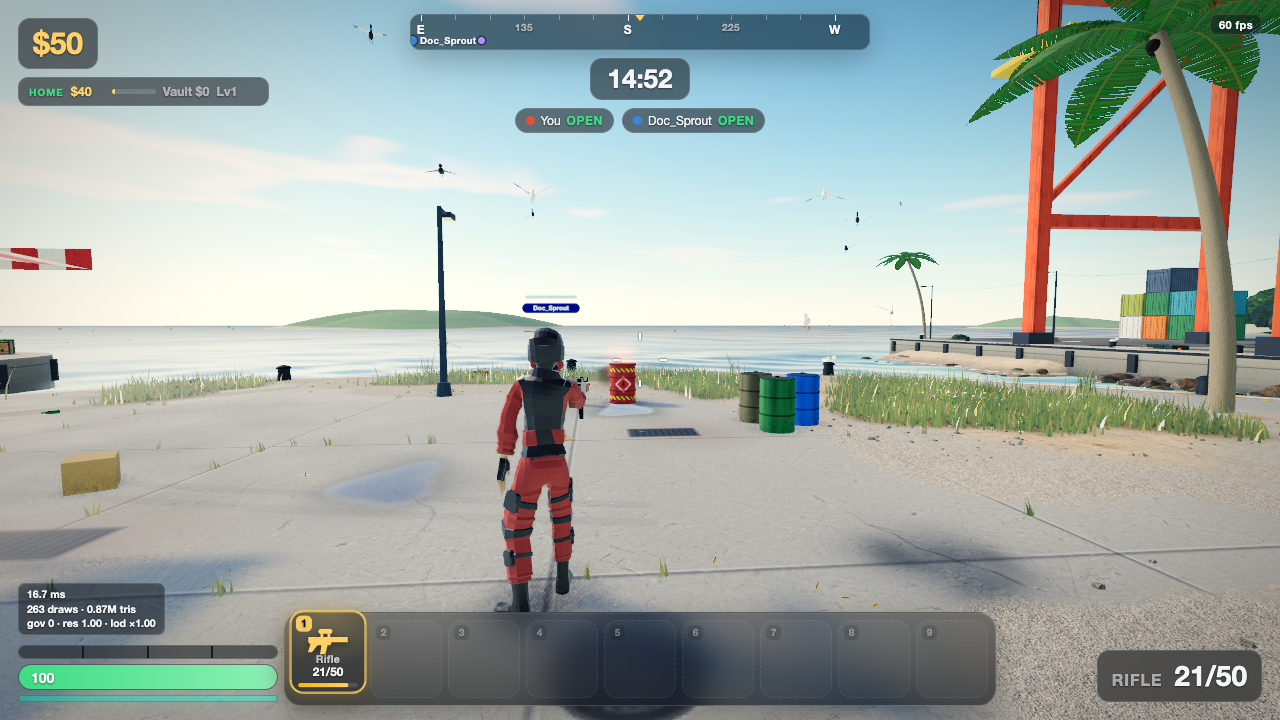 $50
HOME $40 Vault $0 Lv1
E 135 S 225 W
Doc_Sprout
60 fps
14:52
You OPEN
Doc_Sprout OPEN
Doc_Sprout
16.7 ms
263 draws · 0.87M tris
gov 0 · res 1.00 · lod ×1.00
100
1 2 3 4 5 6 7 8 9
Rifle
21/50
RIFLE 21/50